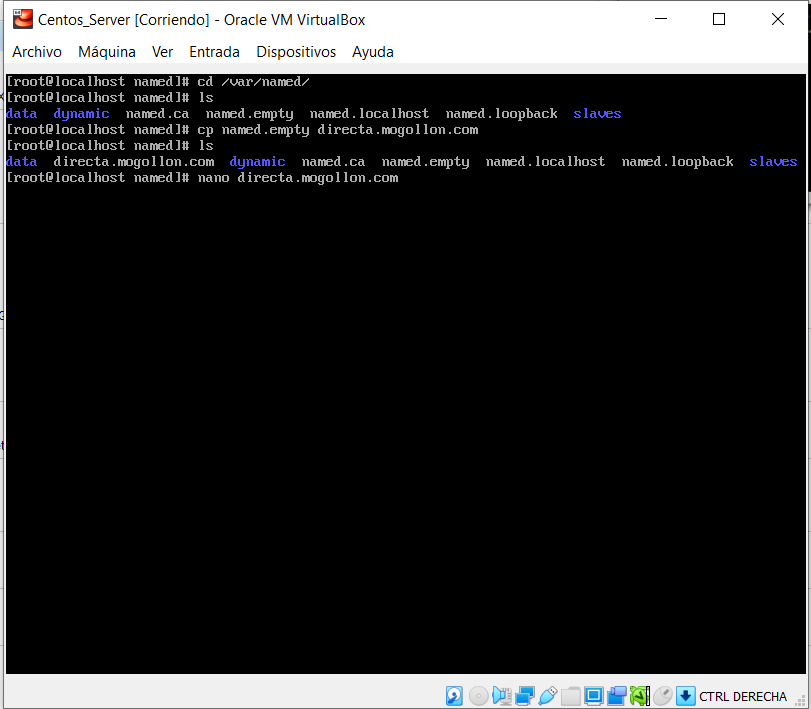 Centos_Server [Corriendo] - Oracle VM VirtualBox
Archivo Máquina Ver Entrada Dispositivos Ayuda
[root@localhost named]# cd /var/named/
[root@localhost named]# ls
data dynamic named.ca named.empty named.localhost named.loopback slaves
[root@localhost named]# cp named.empty directa.mogollon.com
[root@localhost named]# ls
data directa.mogollon.com dynamic named.ca named.empty named.localhost named.loopback slaves
[root@localhost named]# nano directa.mogollon.com
CTRL DERECHA